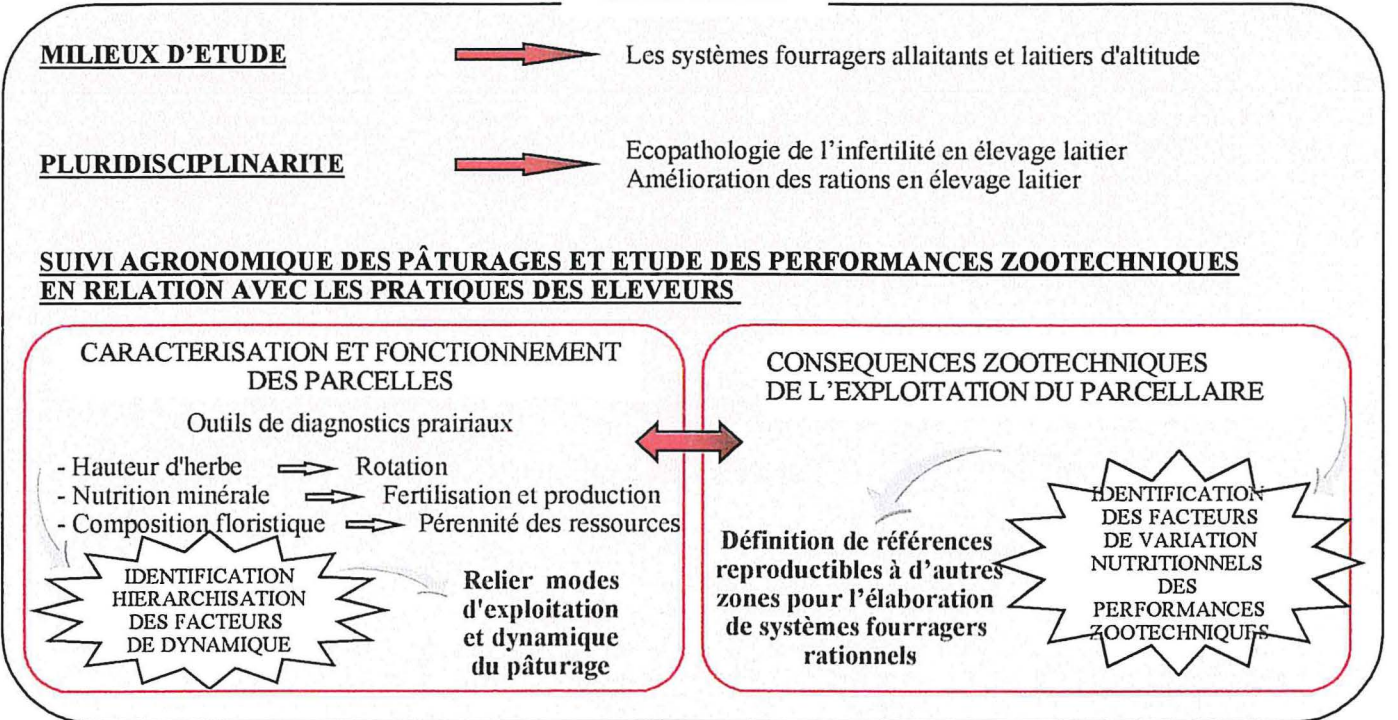 MILIEUX D'ETUDE
Les systèmes fourragers allaitants et laitiers d'altitude
PLURIDISCIPLINARITE
Ecopathologie de l'infertilité en élevage laitier
Amélioration des rations en élevage laitier
SUIVI AGRONOMIQUE DES PÂTURAGES ET ETUDE DES PERFORMANCES ZOOTECHNIQUES
EN RELATION AVEC LES PRATIQUES DES ELEVEURS
CARACTERISATION ET FONCTIONNEMENT
DES PARCELLES
Outils de diagnostics prairiaux
- Hauteur d'herbe Rotation
- Nutrition minérale Fertilisation et production
- Composition floristique Pérennité des ressources
IDENTIFICATION
HIERARCHISATION
DES FACTEURS
DE DYNAMIQUE
Relier modes
d'exploitation
et dynamique
du pâturage
CONSEQUENCES ZOOTECHNIQUES
DE L'EXPLOITATION DU PARCELLAIRE
Définition de références
reproductibles à d'autres
zones pour l'élaboration
de systèmes fourragers
rationnels
IDENTIFICATION
DES FACTEURS
DE VARIATION
NUTRITIONNELS
DES
PERFORMANCES
ZOOTECHNIQUES